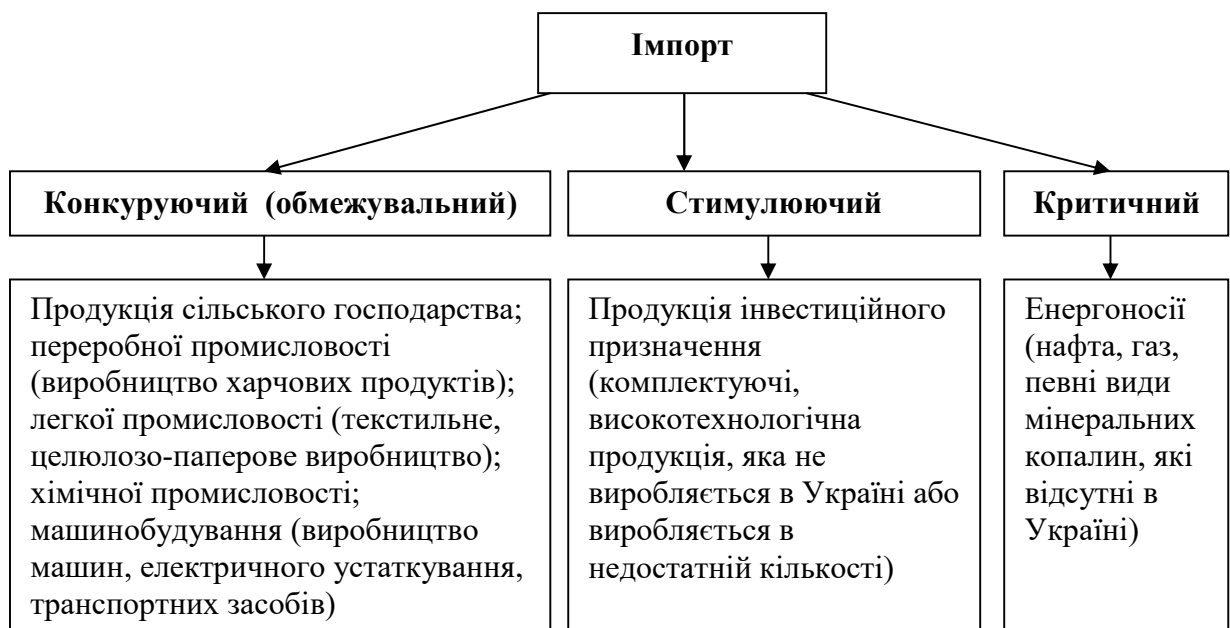 Імпорт
Конкуруючий (обмежувальний)
Стимулюючий
Критичний
Продукція сільського господарства;
переробної промисловості
(виробництво харчових продуктів);
легкої промисловості (текстильне,
целюлозо-паперове виробництво);
хімічної промисловості;
машинобудування (виробництво
машин, електричного устаткування,
транспортних засобів)
Продукція інвестиційного
призначення
(комплектуючі,
високотехнологічна
продукція, яка не
виробляється в Україні або
виробляється в
недостатній кількості)
Енергоносії
(нафта, газ,
певні види
мінеральних
копалин, які
відсутні в
Україні)